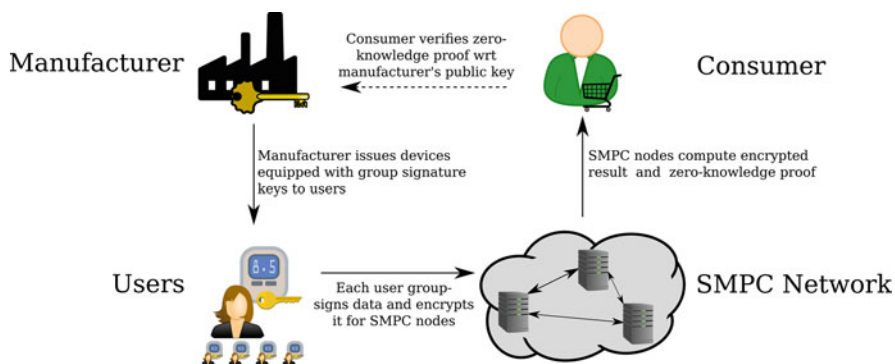 Manufacturer
Consumer verifies zero-
knowledge proof wrt
manufacturer's public key
Consumer
Manufacturer issues devices
equipped with group signature
keys to users
SMPC nodes compute encrypted
result and zero-knowledge proof
Users
8.5
Each user group-
signs data and encrypts
it for SMPC nodes
SMPC Network